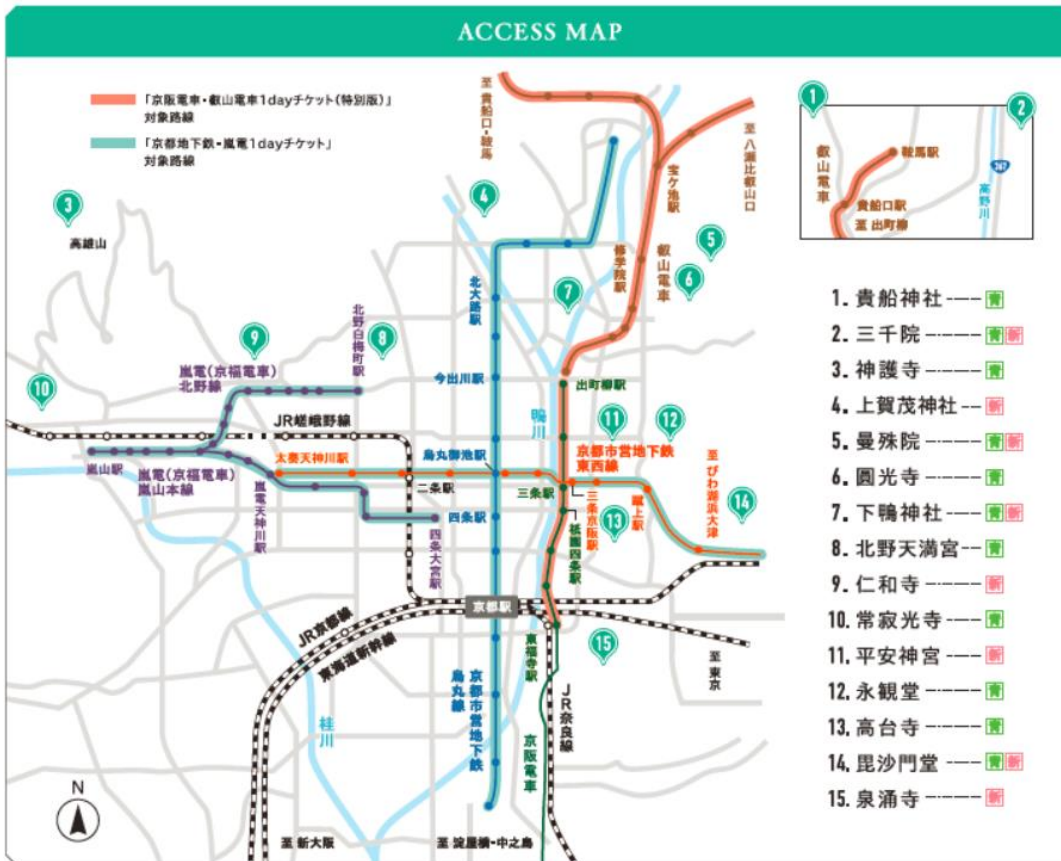 ACCESS MAP
「京阪電車・叡山電車1dayチケット(特別版)」
対象路線
「京都地下鉄・嵐電1dayチケット」
対象路線
至 貴船口・鞍馬
至 八瀬比叡山口
宝ケ池駅
叡山電車
修学院駅
1
2
叡山電車
鞍馬駅
貴船口駅
至 出町柳
高野川
367
3
高雄山
4
5
6
7
北大路駅
北野白梅町駅
8
9
嵐電(京福電車)
北野線
10
今出川駅
出町柳駅
鴨川
JR嵯峨野線
太秦天神川駅
烏丸御池駅
11
12
京都市営地下鉄
東西線
至 びわ湖浜大津
嵐山駅
嵐電(京福電車)
嵐山本線
嵐電天神川駅
二条駅
三条駅
三条京阪駅
蹴上駅
14
四条駅
四条大宮駅
祇園四条駅
13
京都駅
JR京都線
東海道新幹線
15
東福寺駅
至 東京
京都市営地下鉄
烏丸線
JR奈良線
桂川
京阪電車
N
至 新大阪
至 淀屋橋・中之島
1. 貴船神社 青
2. 三千院 青 新
3. 神護寺 青
4. 上賀茂神社 新
5. 曼殊院 青 新
6. 圓光寺 青
7. 下鴨神社 青 新
8. 北野天満宮 青
9. 仁和寺 新
10. 常寂光寺 青
11. 平安神宮 新
12. 永観堂 青
13. 高台寺 青
14. 毘沙門堂 青 新
15. 泉涌寺 新